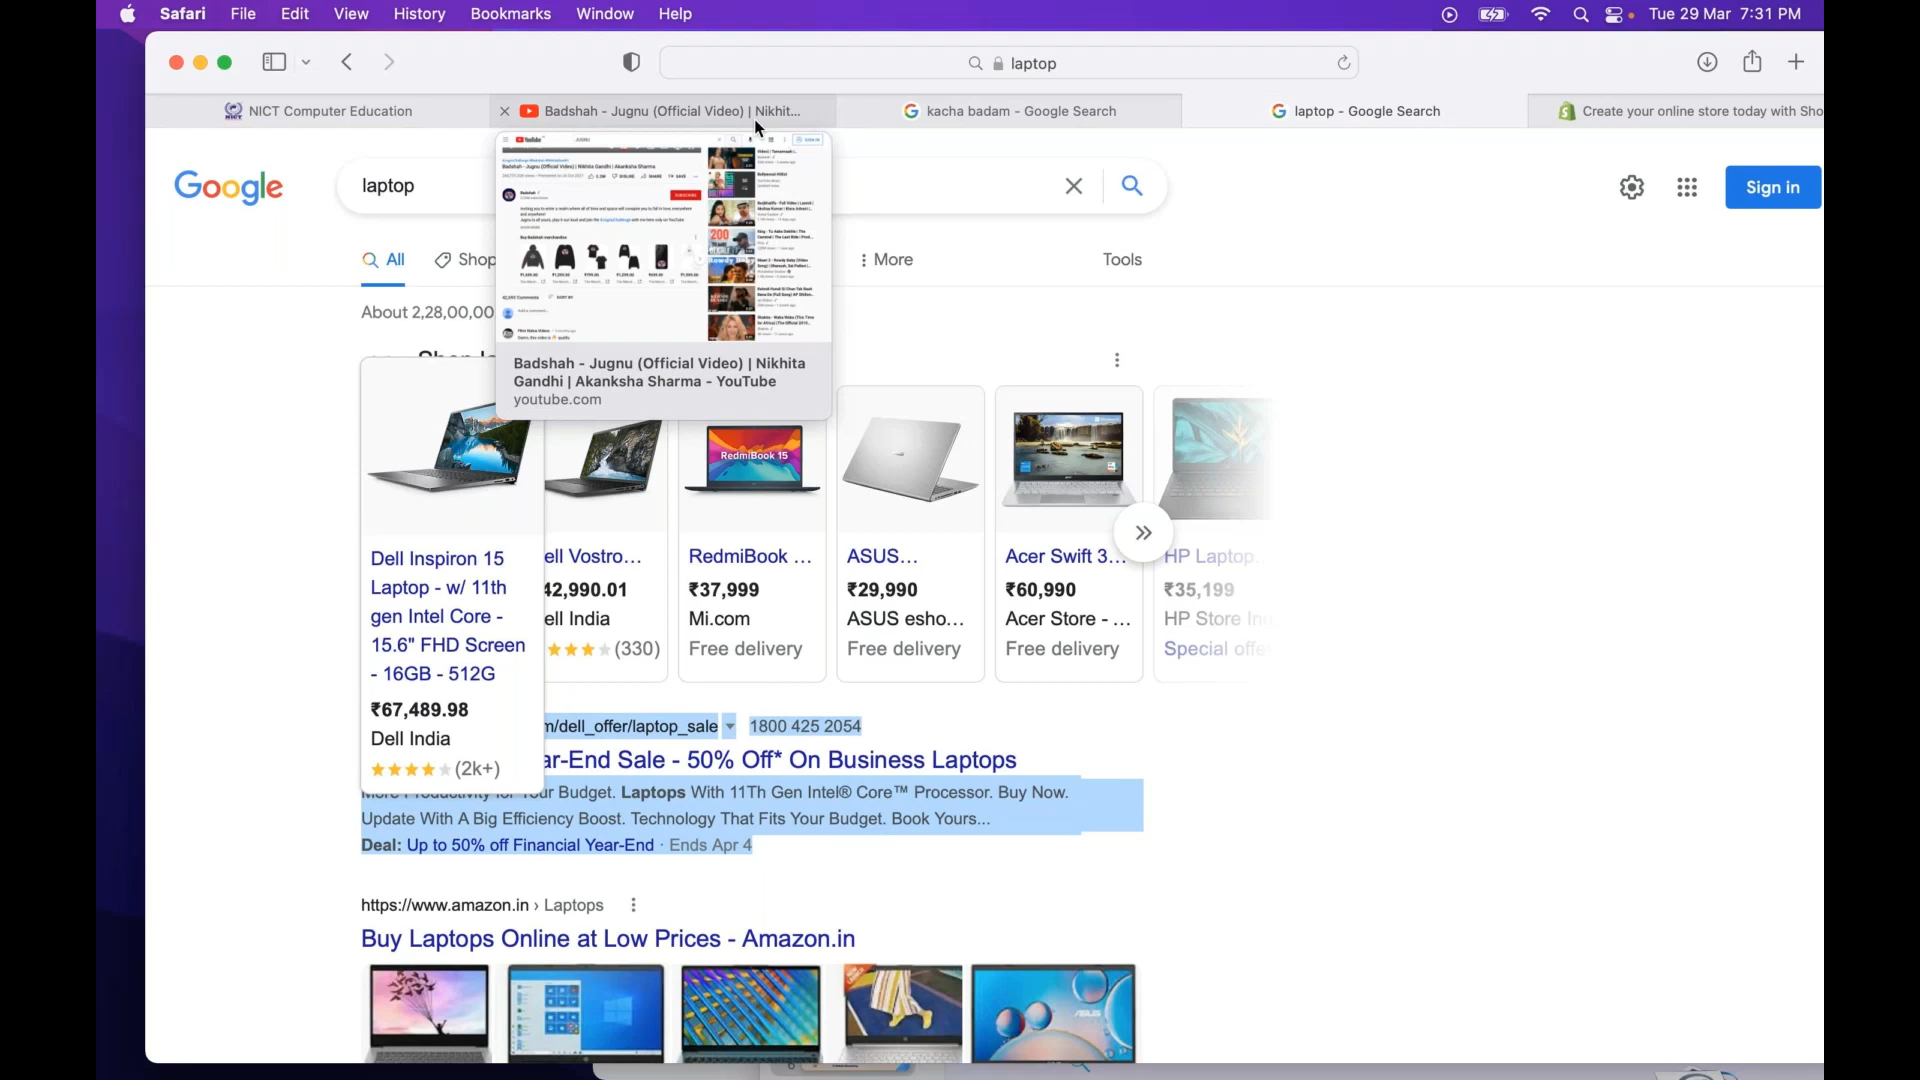 Safari File Edit View History Bookmarks Window Help Tue 29 Mar 7:31 PM
laptop
NICT Computer Education
Badshah - Jugnu (Official Video) | Nikhit...
kacha badam - Google Search
laptop - Google Search
Create your online store today with Sho
Google
laptop
Sign in
All
Shop
More
Tools
About 2,28,00,00
Badshah - Jugnu (Official Video) | Nikhita
Gandhi | Akanksha Sharma - YouTube
youtube.com
RedmiBook 15
Dell Inspiron 15
Laptop - w/ 11th
gen Intel Core -
15.6" FHD Screen
- 16GB - 512G
₹67,489.98
Dell India
(2k+)
ell Vostro...
42,990.01
ell India
(330)
RedmiBook ...
₹37,999
Mi.com
Free delivery
ASUS...
₹29,990
ASUS esho...
Free delivery
Acer Swift 3...
₹60,990
Acer Store - ...
Free delivery
HP Laptop
₹35,199
HP Store In
Special offe
m/dell_offer/laptop_sale 1800 425 2054
ar-End Sale - 50% Off* On Business Laptops
More Productivity for Your Budget. Laptops With 11Th Gen Intel® Core™ Processor. Buy Now.
Update With A Big Efficiency Boost. Technology That Fits Your Budget. Book Yours...
Deal: Up to 50% off Financial Year-End · Ends Apr 4
https://www.amazon.in › Laptops
Buy Laptops Online at Low Prices - Amazon.in
ASUS